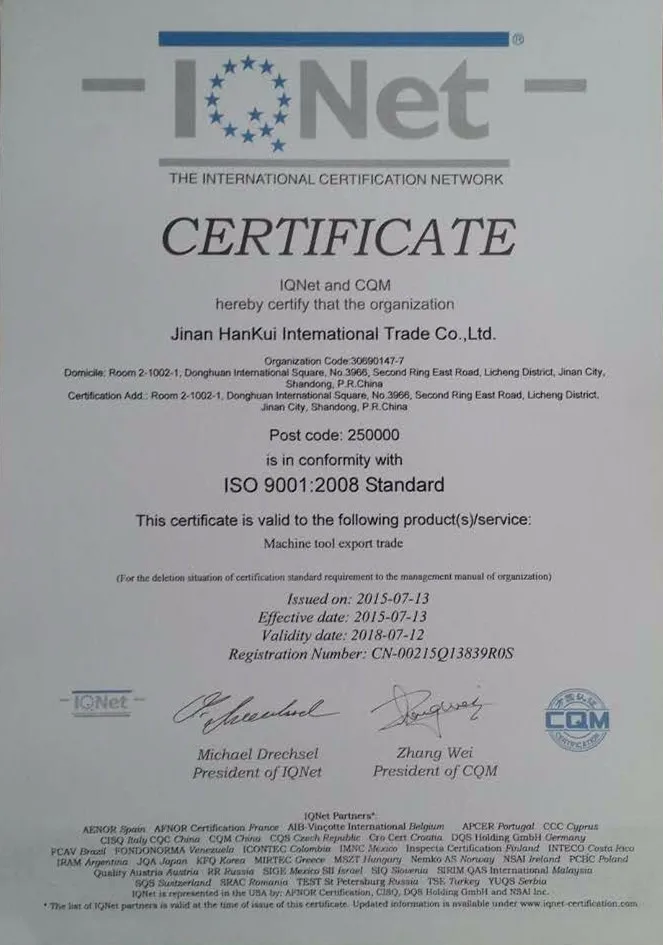 IQNet ®
THE INTERNATIONAL CERTIFICATION NETWORK
CERTIFICATE
IQNet and CQM
hereby certify that the organization
Jinan HanKui International Trade Co.,Ltd.
Organization Code:30690147-7
Domicile: Room 2-1002-1, Donghuan International Square, No.3966, Second Ring East Road, Licheng District, Jinan City,
Shandong, P.R.China
Certification Add.: Room 2-1002-1, Donghuan International Square, No.3966, Second Ring East Road, Licheng District,
Jinan City, Shandong, P.R.China
Post code: 250000
is in conformity with
ISO 9001:2008 Standard
This certificate is valid to the following product(s)/service:
Machine tool export trade
(For the deletion situation of certification standard requirement to the management manual of organization)
Issued on: 2015-07-13
Effective date: 2015-07-13
Validity date: 2018-07-12
Registration Number: CN-00215Q13839R0S
IQNet
CQM
CERTIFICATION
Michael Drechsel
President of IQNet
Zhang Wei
President of CQM
IQNet Partners*:
AENOR Spain AFNOR Certification France AIB-Vinçotte International Belgium APCER Portugal CCC Cyprus
CISQ Italy CQC China CQM China CQS Czech Republic Cro Cert Croatia DQS Holding GmbH Germany
FCAV Brazil FONDONORMA Venezuela ICONTEC Colombia IMNC Mexico Inspecta Certification Finland INTECO Costa Rica
IRAM Argentina JQA Japan KFQ Korea MIRTEC Greece MSZT Hungary Nemko AS Norway NSAI Ireland PCBC Poland
Quality Austria Austria RR Russia SIGE Mexico SII Israel SIQ Slovenia SIRIM QAS International Malaysia
SQS Switzerland SRAC Romania TEST St Petersburg Russia TSE Turkey YUQS Serbia
IQNet is represented in the USA by: AFNOR Certification, CISQ, DQS Holding GmbH and NSAI Inc.
* The list of IQNet partners is valid at the time of issue of this certificate. Updated information is available under www.iqnet-certification.com